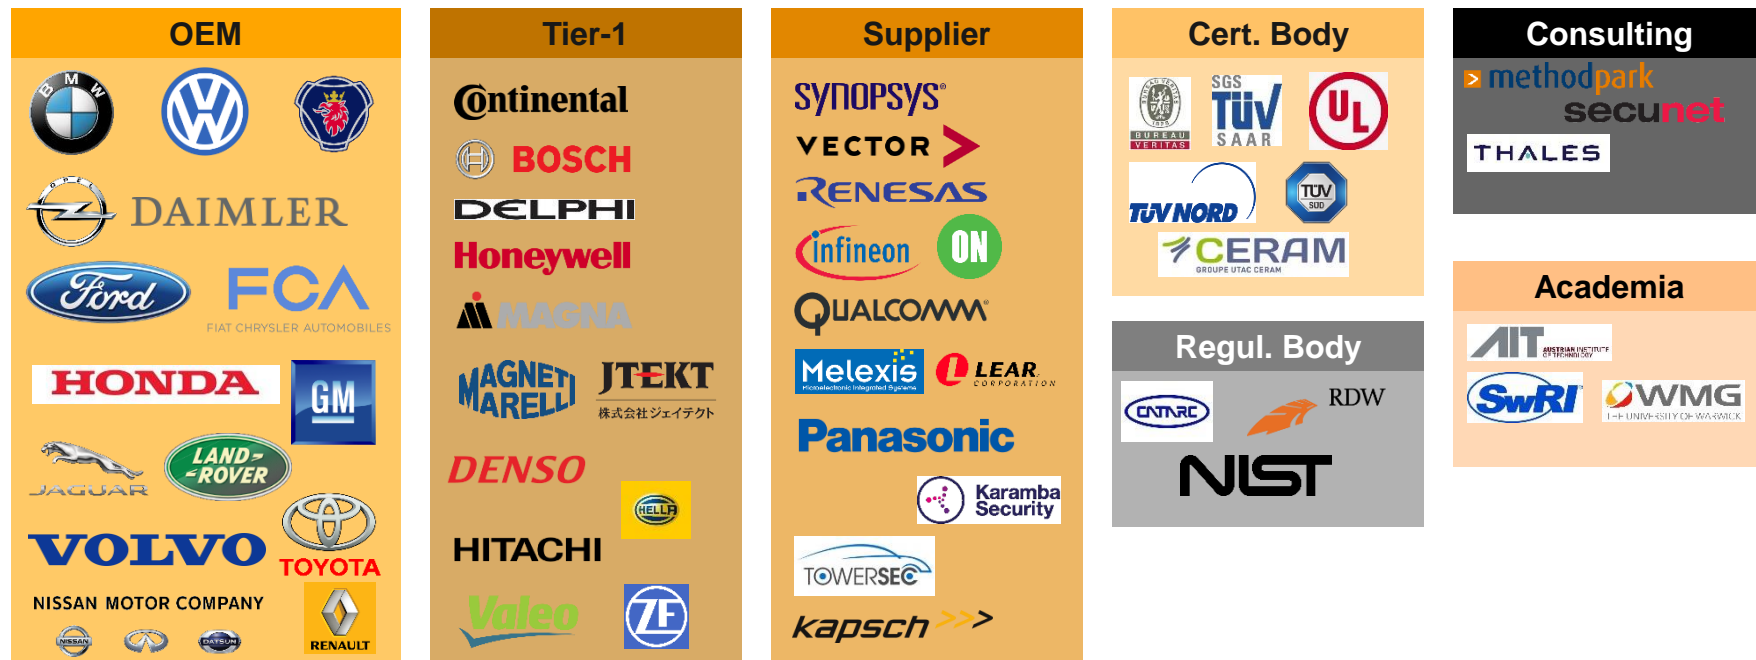 OEM
BMW
VW
OPEL
DAIMLER
Ford
FCA
FIAT CHRYSLER AUTOMOBILES
HONDA
GM
JAGUAR
LAND-
-ROVER
VOLVO
TOYOTA
NISSAN MOTOR COMPANY
NISSAN
DATSUN
RENAULT
Tier-1
Continental
BOSCH
DELPHI
Honeywell
MAGNA
MAGNETI
MARELLI
JTEKT
株式会社ジェイテクト
DENSO
HELLA
HITACHI
Valeo
ZF
Supplier
SYNOPSYS®
VECTOR
RENESAS
infineon
ON
QUALCOMM®
Melexis
Microelectronic Integrated Systems
L LEAR
CORPORATION
Panasonic
Karamba
Security
TOWERSEC
kapsch >>>
Cert. Body
BUREAU
VERITAS
1828
SGS
TÜV
SAAR
UL
TÜV NORD
TÜV
SÜD
CERAM
GROUPE UTAC CERAM
Regul. Body
CATARC
RDW
NIST
Consulting
methodpark
secunet
THALES
Academia
AIT
AUSTRIAN INSTITUTE
OF TECHNOLOGY
SwRI
WMG
THE UNIVERSITY OF WARWICK